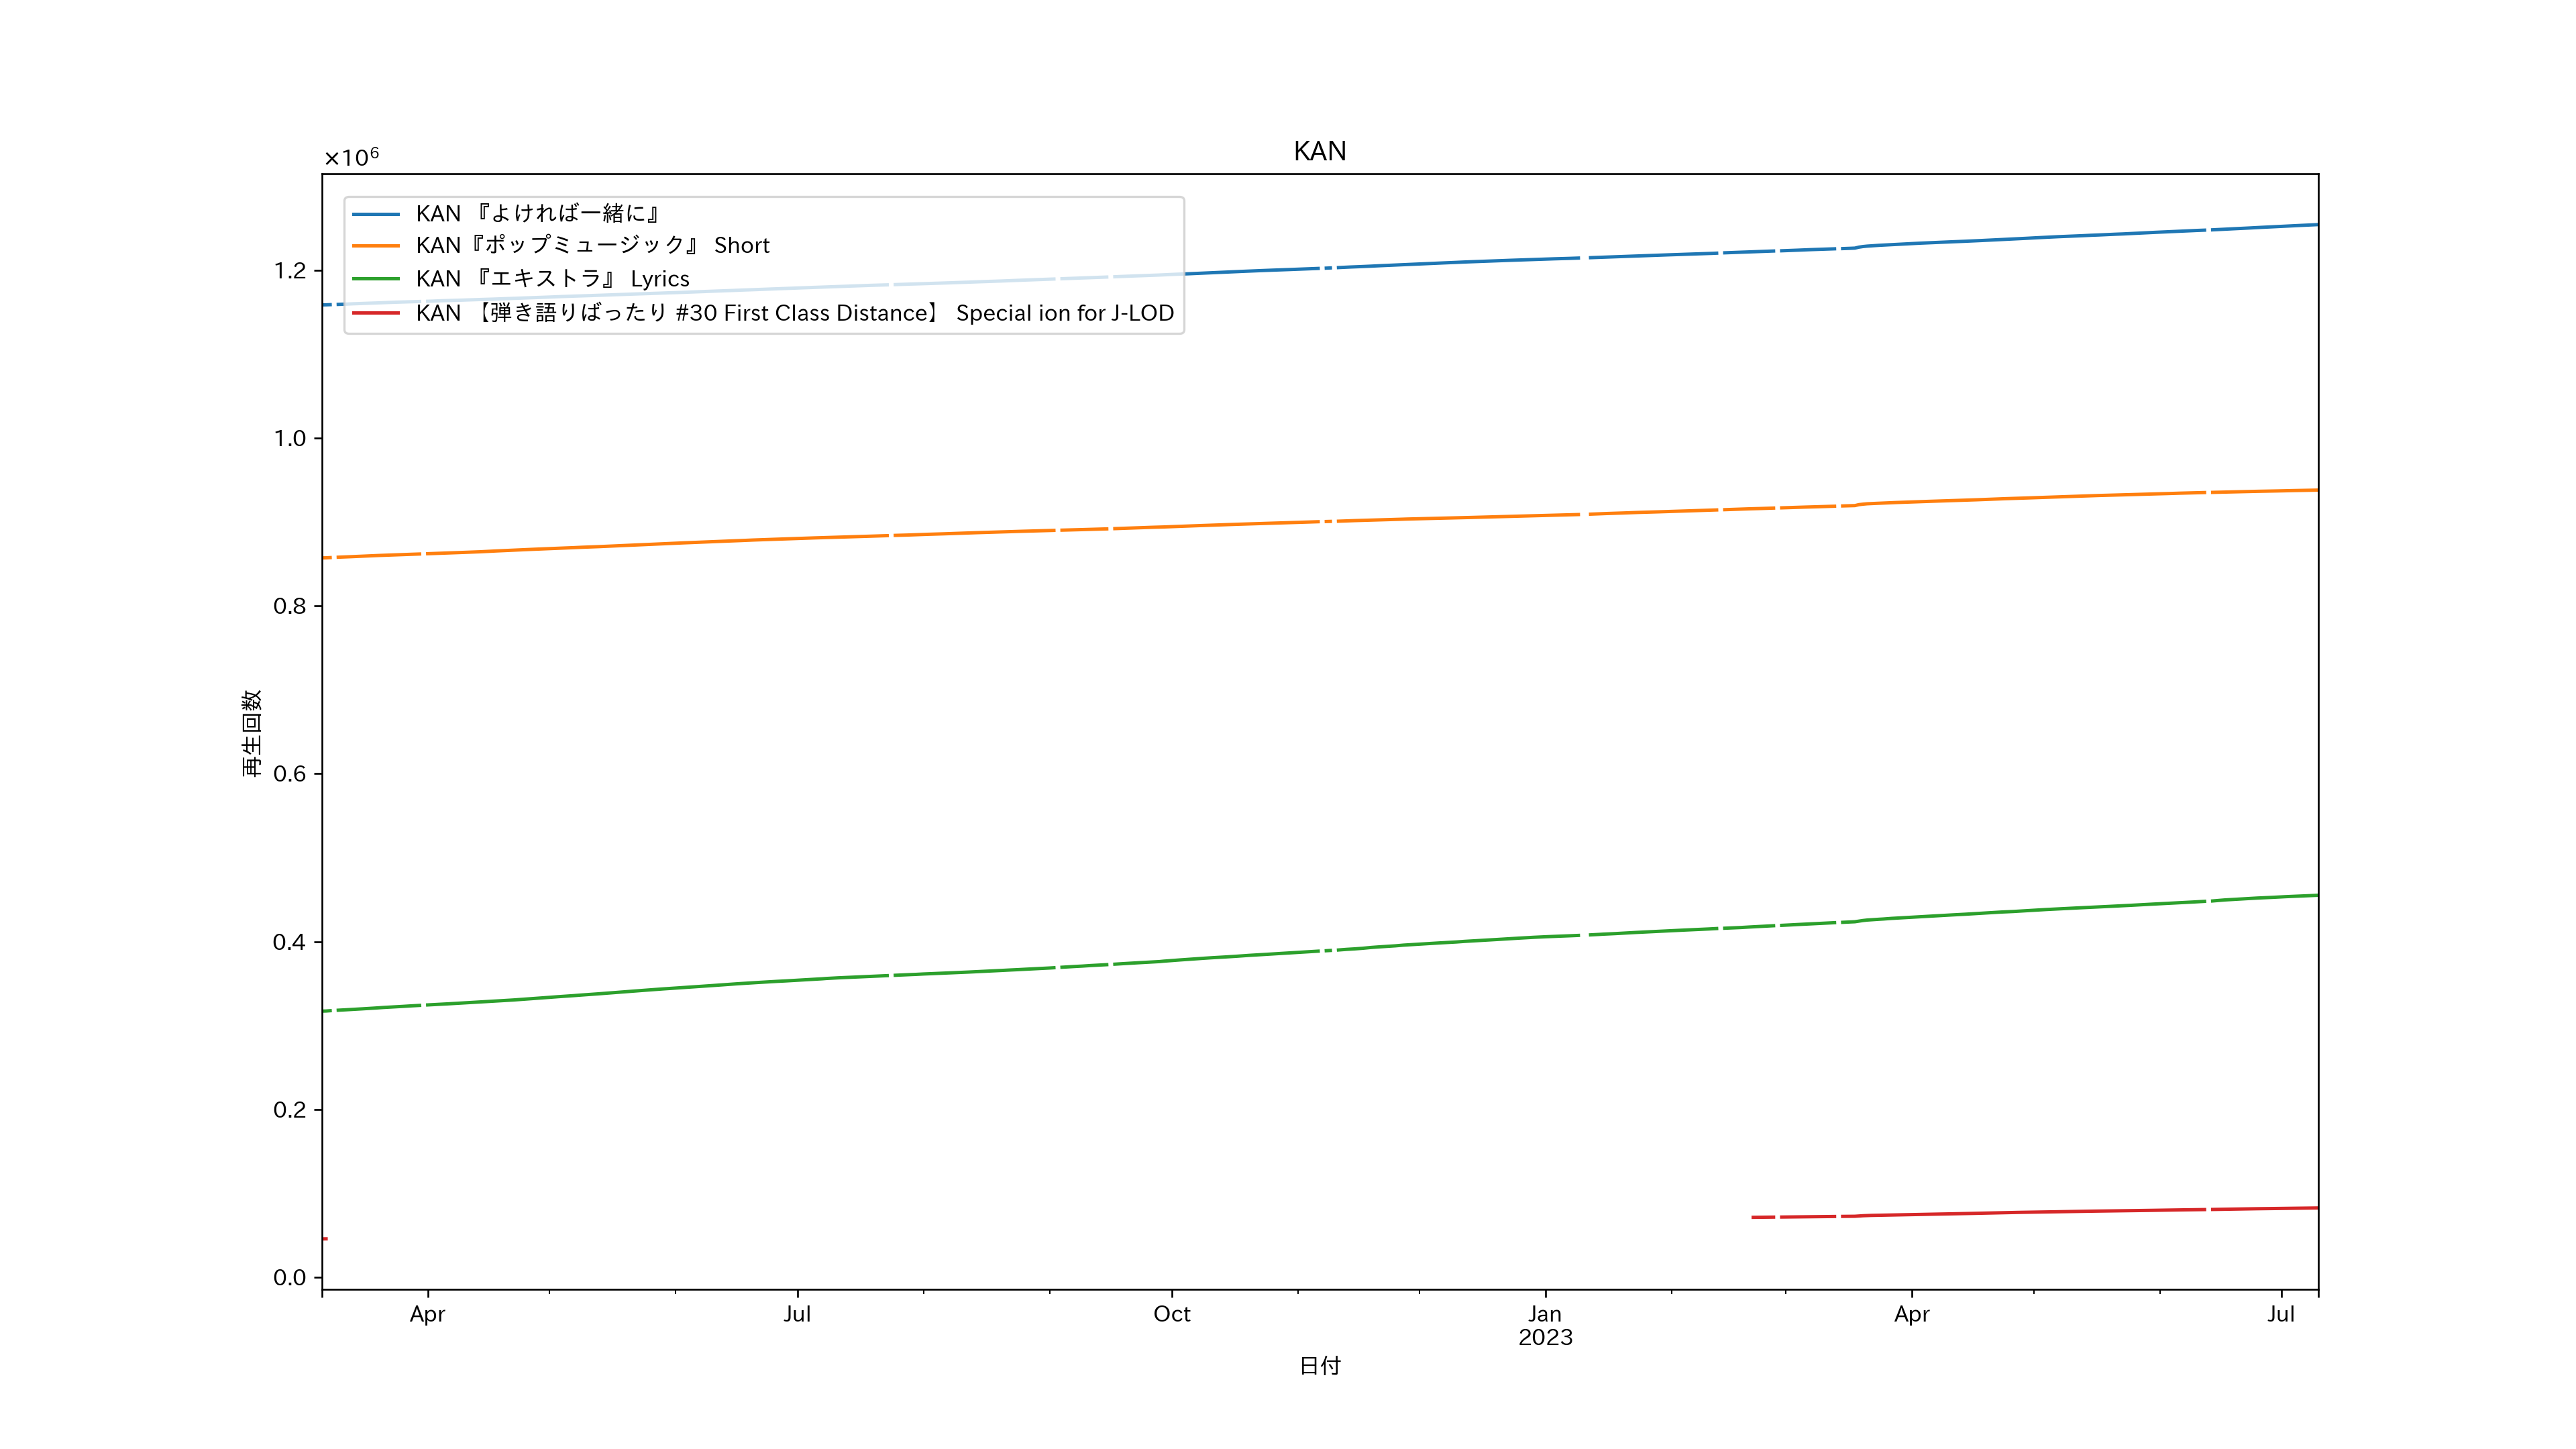 KAN
×10⁶
KAN 『よければ一緒に』
KAN『ポップミュージック』 Short
KAN 『エキストラ』 Lyrics
KAN 【弾き語りばったり #30 First Class Distance】 Special ion for J-LOD
1.2
1.0
0.8
0.6
0.4
0.2
0.0
再生回数
Apr
Jul
Oct
Jan
2023
Apr
Jul
日付